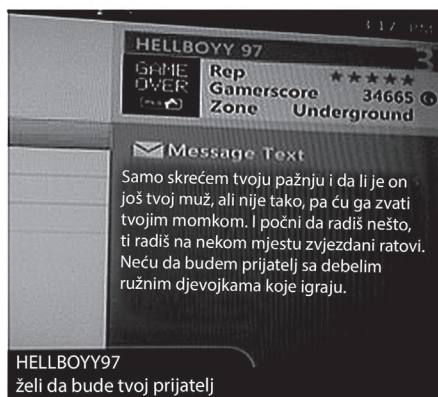 3:17 PM
HELLBOYY 97
GAME
OVER
Rep ★★★★★
Gamerscore 34665 G
Zone Underground
Message Text
Samo skrećem tvoju pažnju i da li je on
još tvoj muž, ali nije tako, pa ću ga zvati
tvojim momkom. I počni da radiš nešto,
ti radiš na nekom mjestu zvjezdani ratovi.
Neću da budem prijatelj sa debelim
ružnim djevojkama koje igraju.
HELLBOYY97
želi da bude tvoj prijatelj